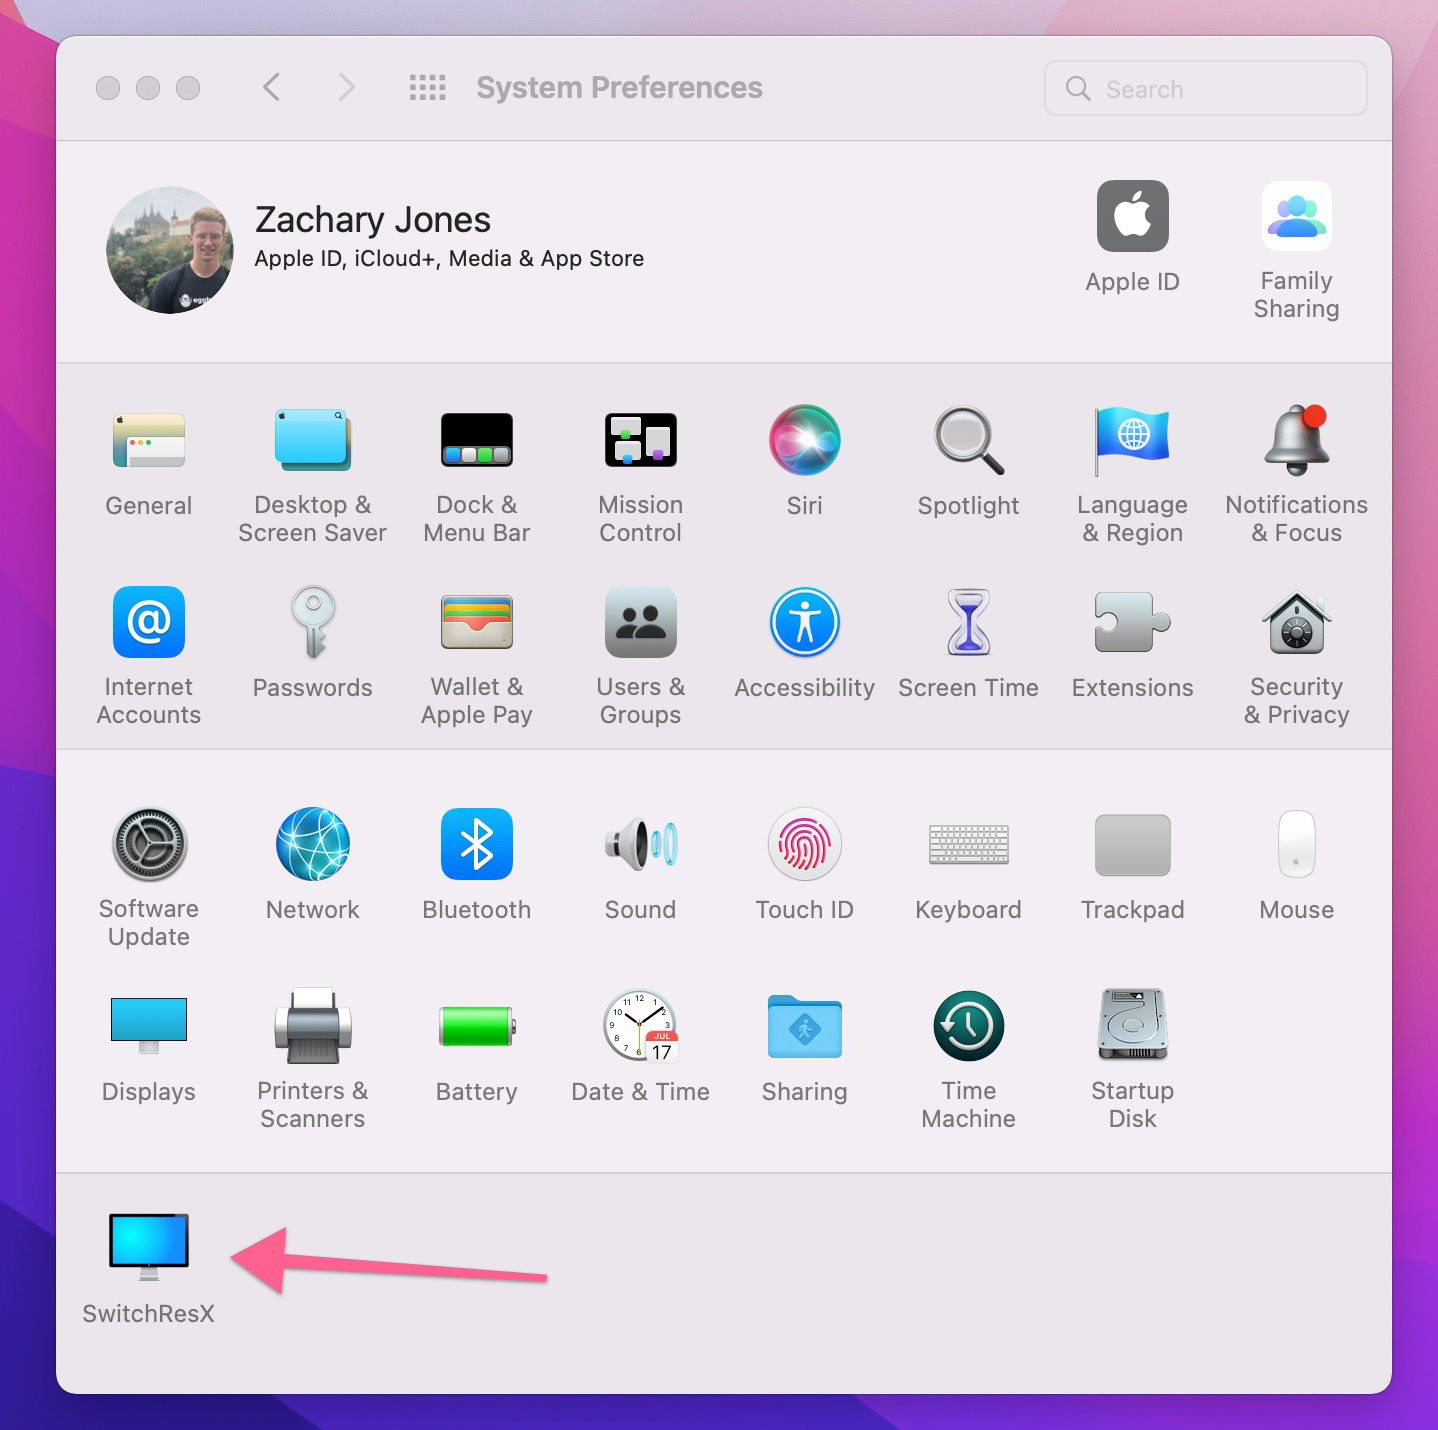 System Preferences
Search
Zachary Jones
Apple ID, iCloud+, Media & App Store
Apple ID
Family
Sharing
General
Desktop &
Screen Saver
Dock &
Menu Bar
Mission
Control
Siri
Spotlight
Language
& Region
Notifications
& Focus
Internet
Accounts
Passwords
Wallet &
Apple Pay
Users &
Groups
Accessibility
Screen Time
Extensions
Security
& Privacy
Software
Update
Network
Bluetooth
Sound
Touch ID
Keyboard
Trackpad
Mouse
Displays
Printers &
Scanners
Battery
JUL
17
Date & Time
Sharing
Time
Machine
Startup
Disk
SwitchResX